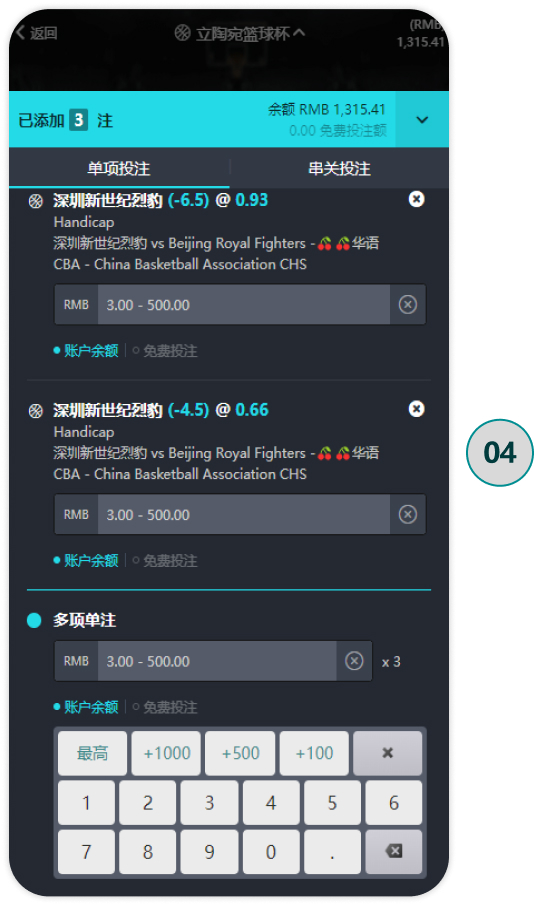 返回
立陶宛篮球杯
(RMB)
1,315.41
已添加 3 注
余额 RMB 1,315.41
0.00 免费投注额
单项投注
串关投注
深圳新世纪烈豹 (-6.5) @ 0.93
Handicap
深圳新世纪烈豹 vs Beijing Royal Fighters -🍒 🍒华语
CBA - China Basketball Association CHS
RMB 3.00 - 500.00
账户余额 免费投注
深圳新世纪烈豹 (-4.5) @ 0.66
Handicap
深圳新世纪烈豹 vs Beijing Royal Fighters -🍒 🍒华语
CBA - China Basketball Association CHS
RMB 3.00 - 500.00
账户余额 免费投注
04
多项单注
RMB 3.00 - 500.00 x 3
账户余额 免费投注
最高 +1000 +500 +100
1 2 3 4 5 6
7 8 9 0 .